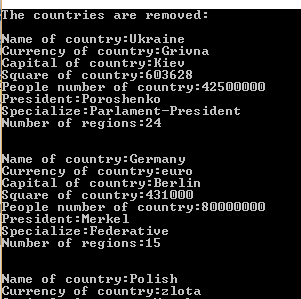 The countries are removed:
Name of country:Ukraine
Currency of country:Grivna
Capital of country:Kiev
Square of country:603628
People number of country:42500000
President:Poroshenko
Specialize:Parlament-President
Number of regions:24
Name of country:Germany
Currency of country:euro
Capital of country:Berlin
Square of country:431000
People number of country:80000000
President:Merkel
Specialize:Federative
Number of regions:15
Name of country:Polish
Currency of country:zlota